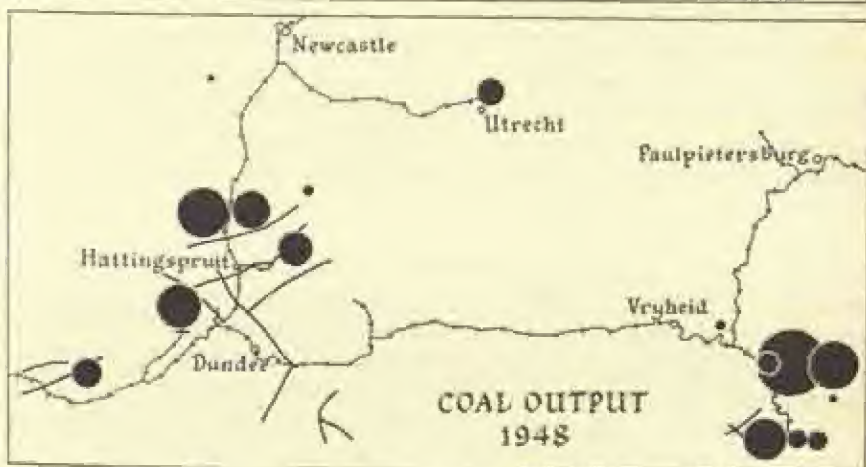 Newcastle
Utrecht
Paulpietersburg
Hattingspruit
Vryheid
Dundee
COAL OUTPUT
1948